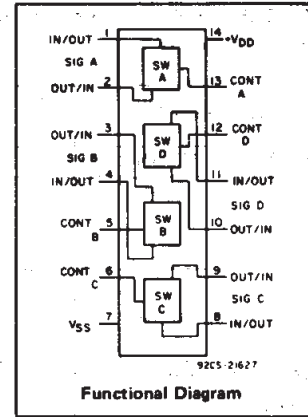 IN/OUT 1
SIG A
OUT/IN 2
OUT/IN 3
SIG B
IN/OUT 4
CONT B 5
CONT C 6
VSS 7
SW A
SW D
SW B
SW C
14 +VDD
13 CONT A
12 CONT D
11 IN/OUT
SIG D
10 OUT/IN
9 OUT/IN
SIG C
8 IN/OUT
92CS-21627
Functional Diagram